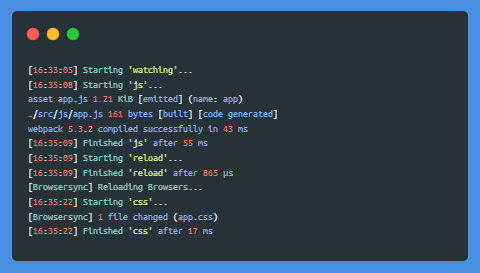 [16:33:05] Starting 'watching'...
[16:35:08] Starting 'js'...
asset app.js 1.21 KiB [emitted] (name: app)
./src/js/app.js 161 bytes [built] [code generated]
webpack 5.3.2 compiled successfully in 43 ms
[16:35:09] Finished 'js' after 55 ms
[16:35:09] Starting 'reload'...
[16:35:09] Finished 'reload' after 865 μs
[Browsersync] Reloading Browsers...
[16:35:22] Starting 'css'...
[Browsersync] 1 file changed (app.css)
[16:35:22] Finished 'css' after 17 ms